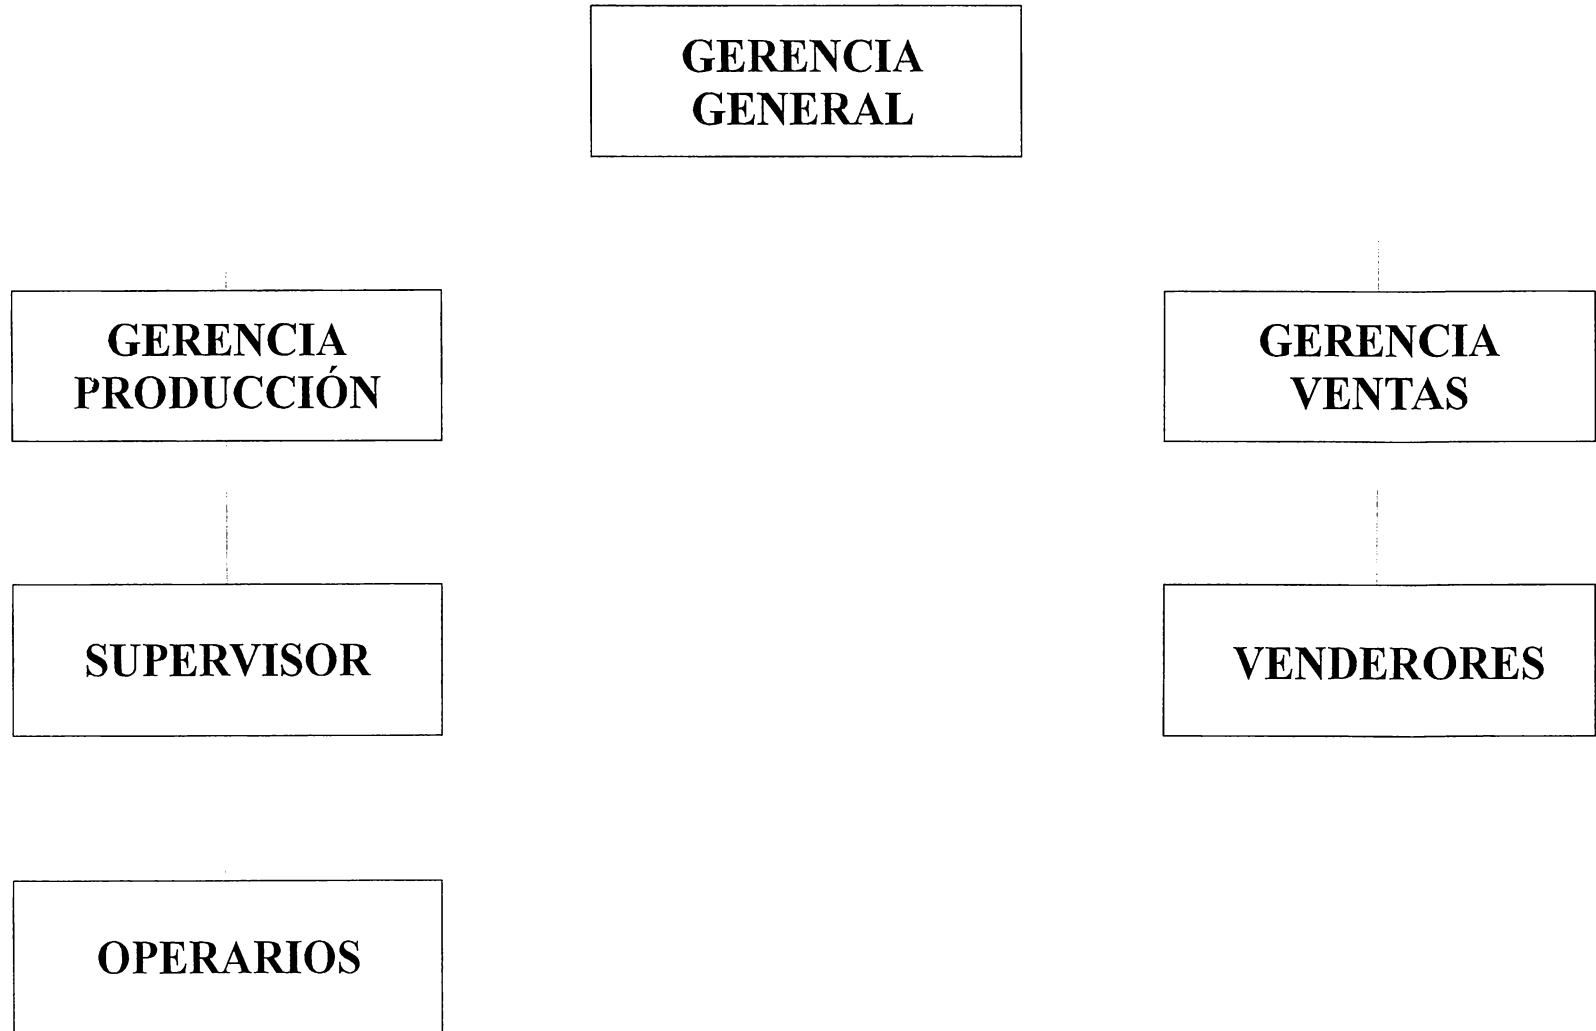 GERENCIA
GENERAL
GERENCIA
PRODUCCIÓN
GERENCIA
VENTAS
SUPERVISOR
VENDERORES
OPERARIOS